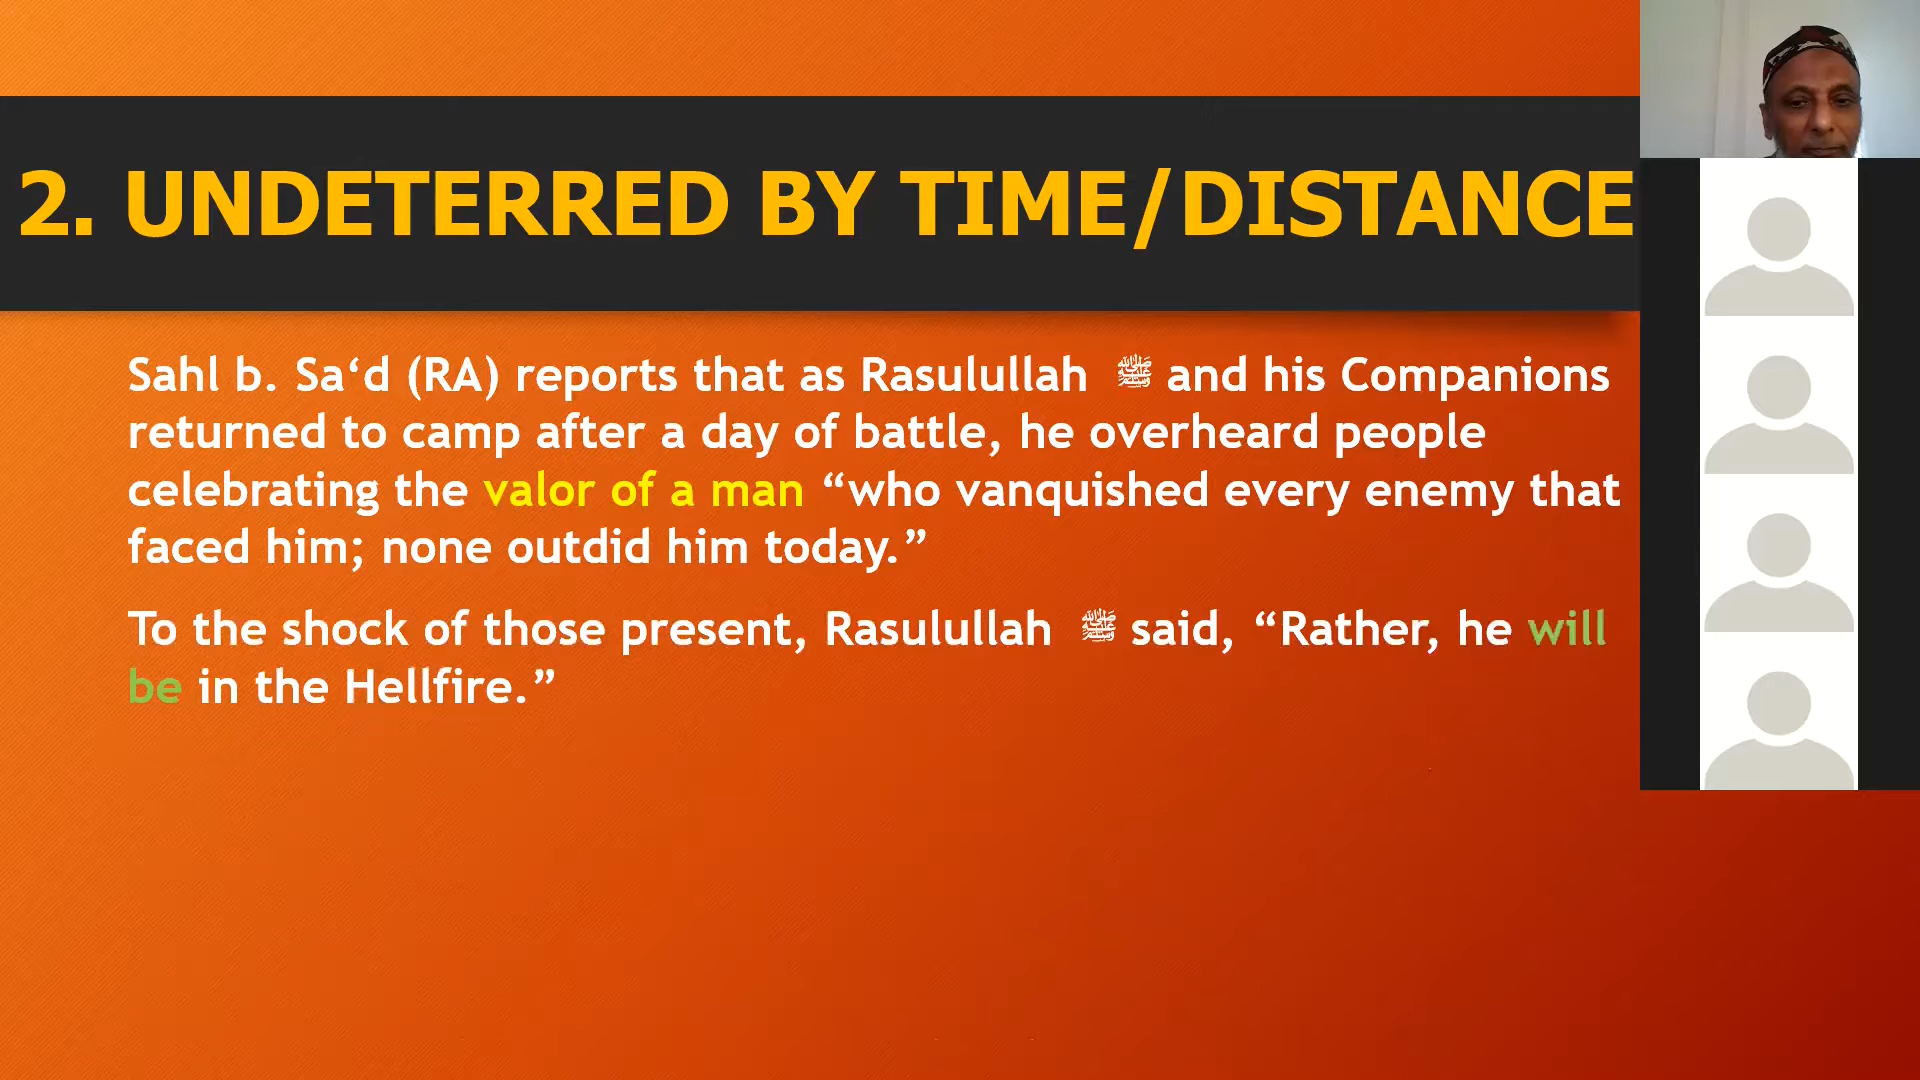 2. UNDETERRED BY TIME/DISTANCE
Sahl b. Sa‘d (RA) reports that as Rasulullah ﷺ and his Companions
returned to camp after a day of battle, he overheard people
celebrating the valor of a man “who vanquished every enemy that
faced him; none outdid him today.”
To the shock of those present, Rasulullah ﷺ said, “Rather, he will
be in the Hellfire.”